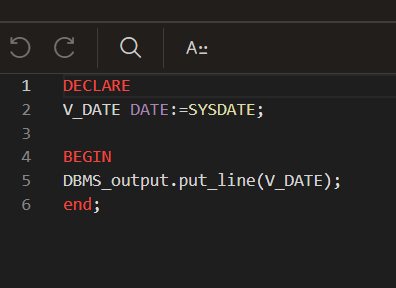 A::
1 DECLARE
2 V_DATE DATE:=SYSDATE;
3
4 BEGIN
5 DBMS_output.put_line(V_DATE);
6 end;